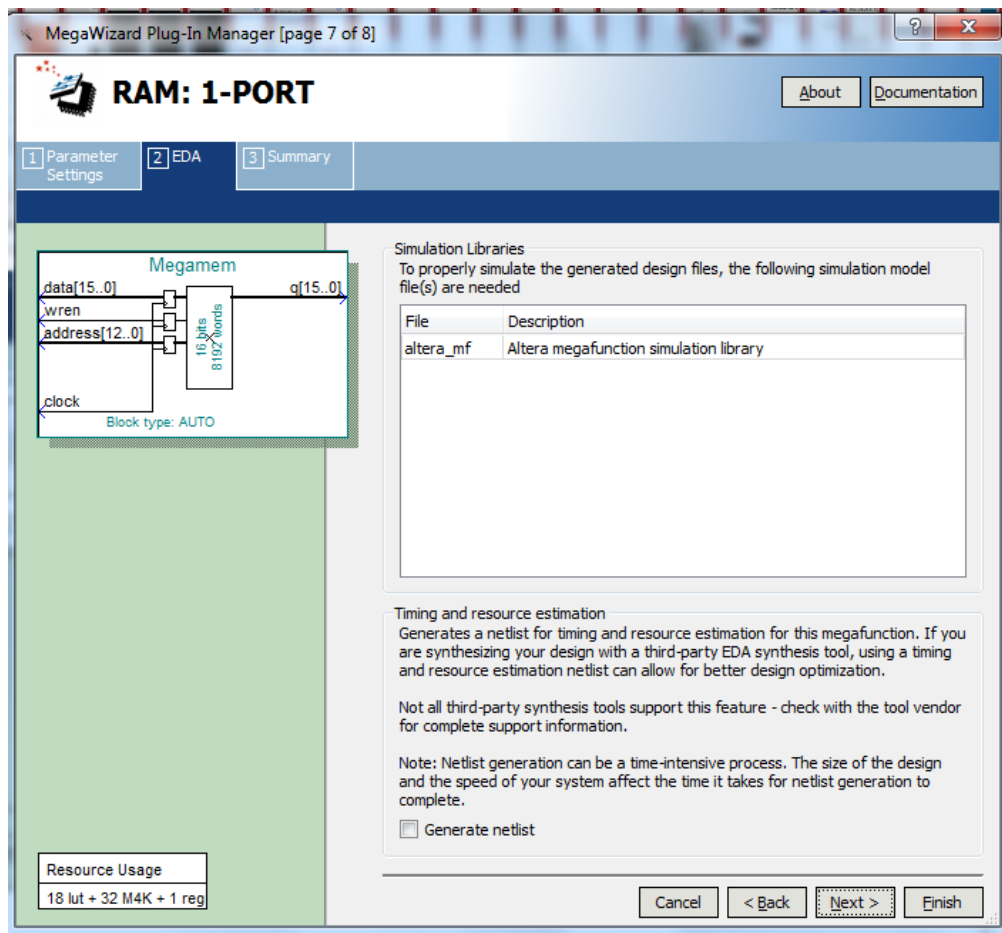 MegaWizard Plug-In Manager [page 7 of 8]
?
X
RAM: 1-PORT
About
Documentation
1 Parameter
Settings
2 EDA
3 Summary
Megamem
data[15..0]
q[15..0]
wren
address[12..0]
16 bits
8192 words
clock
Block type: AUTO
Simulation Libraries
To properly simulate the generated design files, the following simulation model
file(s) are needed
File Description
altera_mf Altera megafunction simulation library
Timing and resource estimation
Generates a netlist for timing and resource estimation for this megafunction. If you
are synthesizing your design with a third-party EDA synthesis tool, using a timing
and resource estimation netlist can allow for better design optimization.
Not all third-party synthesis tools support this feature - check with the tool vendor
for complete support information.
Note: Netlist generation can be a time-intensive process. The size of the design
and the speed of your system affect the time it takes for netlist generation to
complete.
Generate netlist
Resource Usage
18 lut + 32 M4K + 1 reg
Cancel
< Back
Next >
Finish